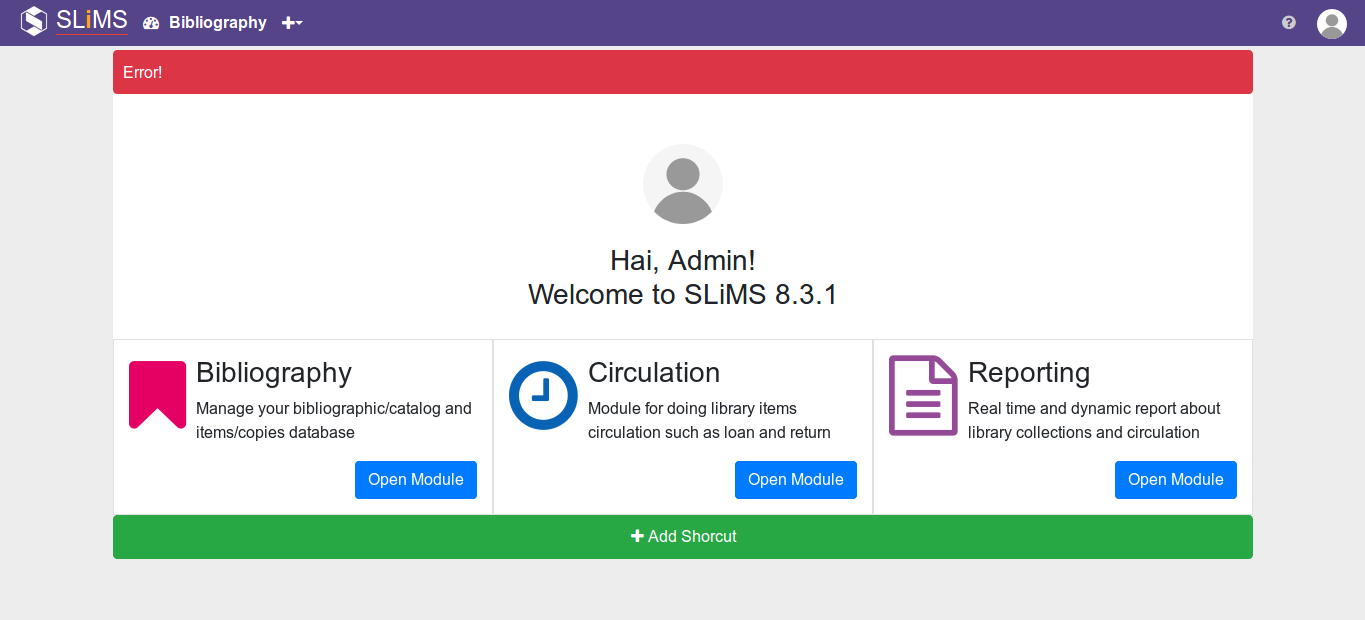 SLiMS Bibliography
Error!
Hai, Admin!
Welcome to SLiMS 8.3.1
Bibliography
Manage your bibliographic/catalog and
items/copies database
Open Module
Circulation
Module for doing library items
circulation such as loan and return
Open Module
Reporting
Real time and dynamic report about
library collections and circulation
Open Module
Add Shorcut